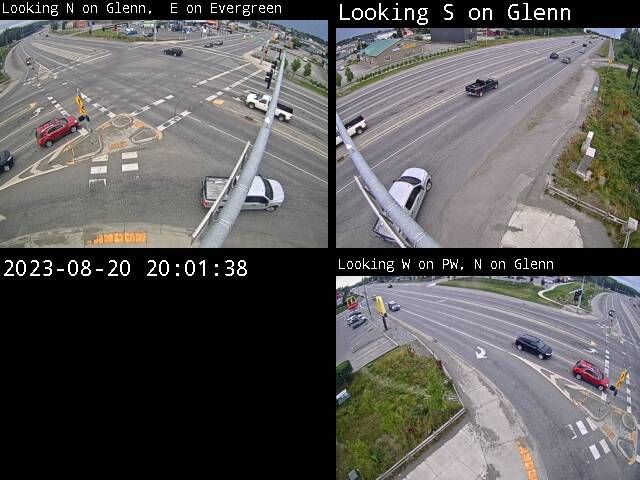 Looking N on Glenn,  E on Evergreen
Looking S on Glenn
2023-08-20 20:01:38
Looking W on PW, N on Glenn